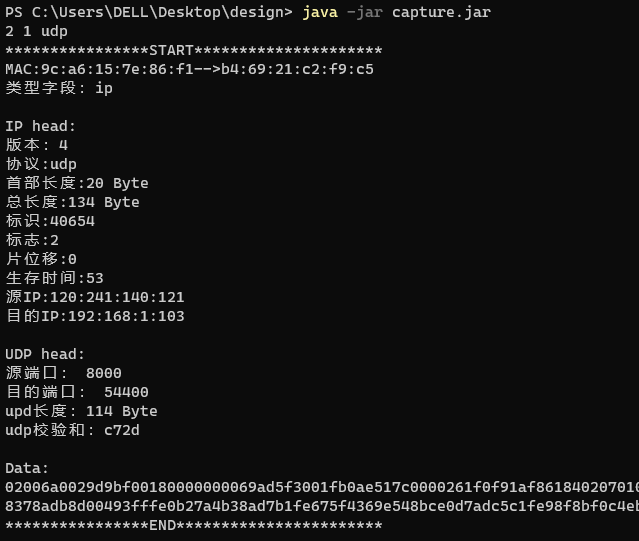 PS C:\Users\DELL\Desktop\design> java -jar capture.jar
2 1 udp
****************START*********************
MAC:9c:a6:15:7e:86:f1-->b4:69:21:c2:f9:c5
类型字段: ip
IP head:
版本: 4
协议:udp
首部长度:20 Byte
总长度:134 Byte
标识:40654
标志:2
片位移:0
生存时间:53
源IP:120:241:140:121
目的IP:192:168:1:103
UDP head:
源端口: 8000
目的端口: 54400
upd长度: 114 Byte
udp校验和: c72d
Data:
02006a0029d9bf00180000000069ad5f3001fb0ae517c0000261f0f91af861840207010
8378adb8d00493fffe0b27a4b38ad7b1fe675f4369e548bce0d7adc5c1fe98f8bf0c4eb
****************END***********************